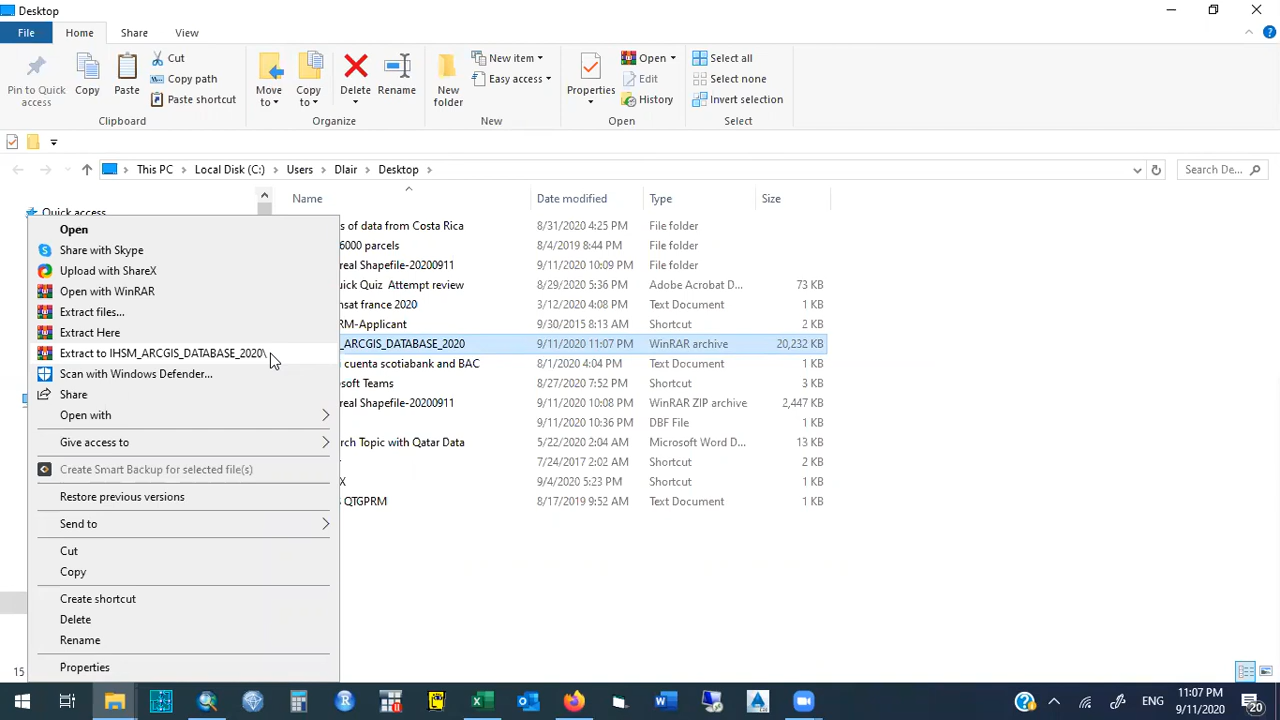 Desktop
File Home Share View
Pin to Quick access
Copy
Paste
Cut
Copy path
Paste shortcut
Clipboard
Move to
Copy to
Delete
Rename
Organize
New folder
New item
Easy access
New
Properties
Open
Edit
History
Open
Select all
Select none
Invert selection
Select
This PC Local Disk (C:) Users Dlair Desktop
Search De...
Quick access
Name Date modified Type Size
s of data from Costa Rica 8/31/2020 4:25 PM File folder
6000 parcels 8/4/2019 8:44 PM File folder
real Shapefile-20200911 9/11/2020 10:09 PM File folder
uick Quiz Attempt review 8/29/2020 5:36 PM Adobe Acrobat D... 73 KB
nsat france 2020 3/12/2020 4:08 PM Text Document 1 KB
RM-Applicant 9/30/2015 8:13 AM Shortcut 2 KB
_ARCGIS_DATABASE_2020 9/11/2020 11:07 PM WinRAR archive 20,232 KB
cuenta scotiabank and BAC 8/1/2020 4:04 PM Text Document 1 KB
osoft Teams 8/27/2020 7:52 PM Shortcut 3 KB
real Shapefile-20200911 9/11/2020 10:08 PM WinRAR ZIP archive 2,447 KB
9/11/2020 10:36 PM DBF File 1 KB
rch Topic with Qatar Data 5/22/2020 2:04 AM Microsoft Word D... 13 KB
7/24/2017 2:02 AM Shortcut 2 KB
X 9/4/2020 5:23 PM Shortcut 1 KB
QTGPRM 8/17/2019 9:52 AM Text Document 1 KB
Open
Share with Skype
Upload with ShareX
Open with WinRAR
Extract files...
Extract Here
Extract to IHSM_ARCGIS_DATABASE_2020\
Scan with Windows Defender...
Share
Open with
Give access to
Create Smart Backup for selected file(s)
Restore previous versions
Send to
Cut
Copy
Create shortcut
Delete
Rename
Properties
15
ENG
11:07 PM
9/11/2020
20